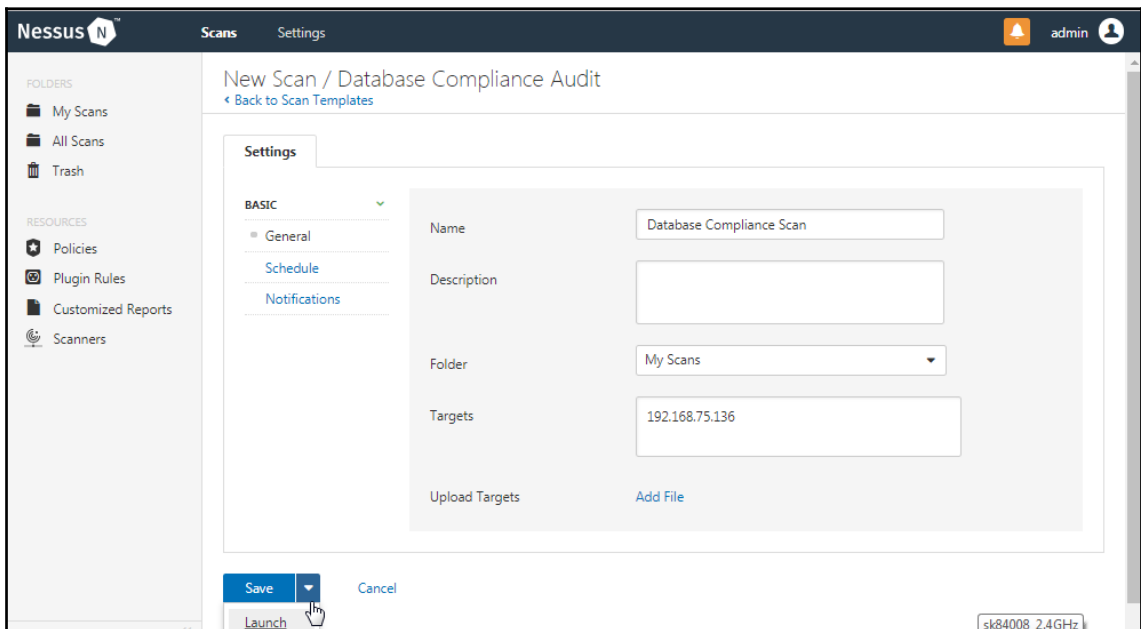 Nessus N ™
Scans Settings admin
FOLDERS
My Scans
All Scans
Trash
RESOURCES
Policies
Plugin Rules
Customized Reports
Scanners
New Scan / Database Compliance Audit
Back to Scan Templates
Settings
BASIC
General
Schedule
Notifications
Name Database Compliance Scan
Description
Folder My Scans
Targets 192.168.75.136
Upload Targets Add File
Save Cancel
Launch
sk84008_2.4GHz